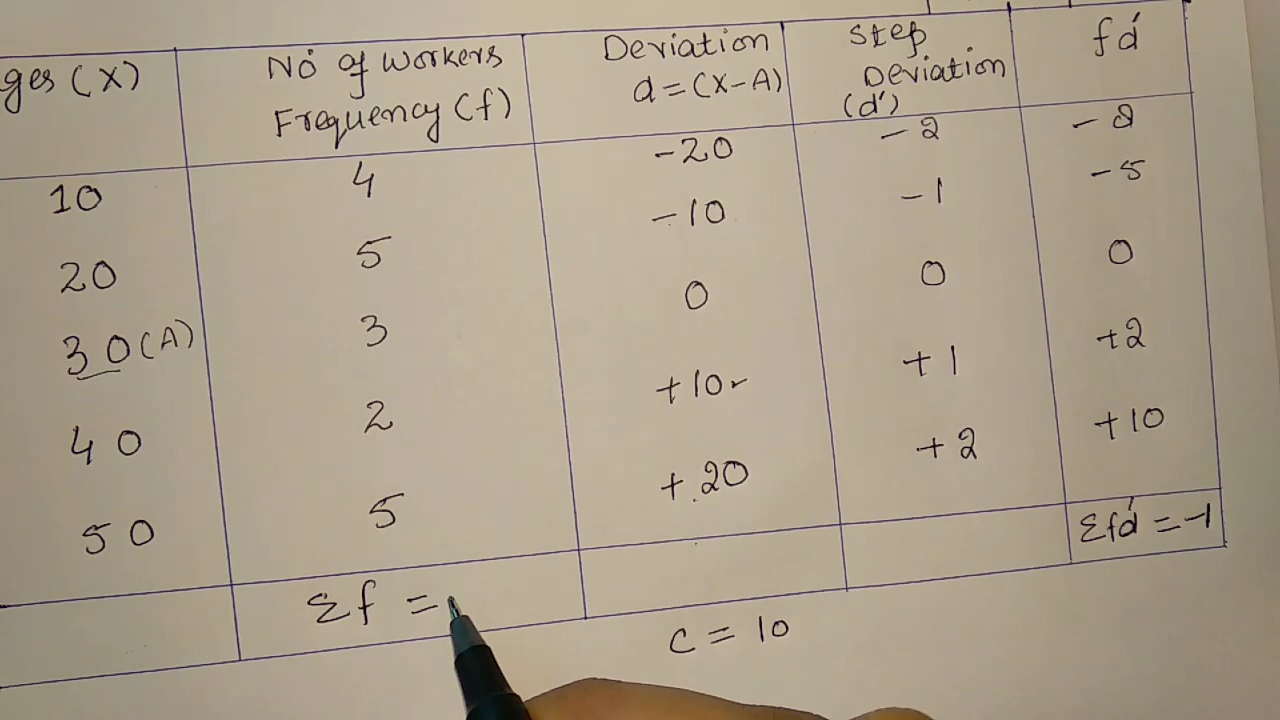 ges (X) No of Workers Frequency (f) Deviation d = (X-A) Step Deviation (d') fd'
10 4 -20 -2 -8
20 5 -10 -1 -5
30 (A) 3 0 0 0
40 2 +10 +1 +2
50 5 +20 +2 +10
Σf = Σfd' = -1
C = 10